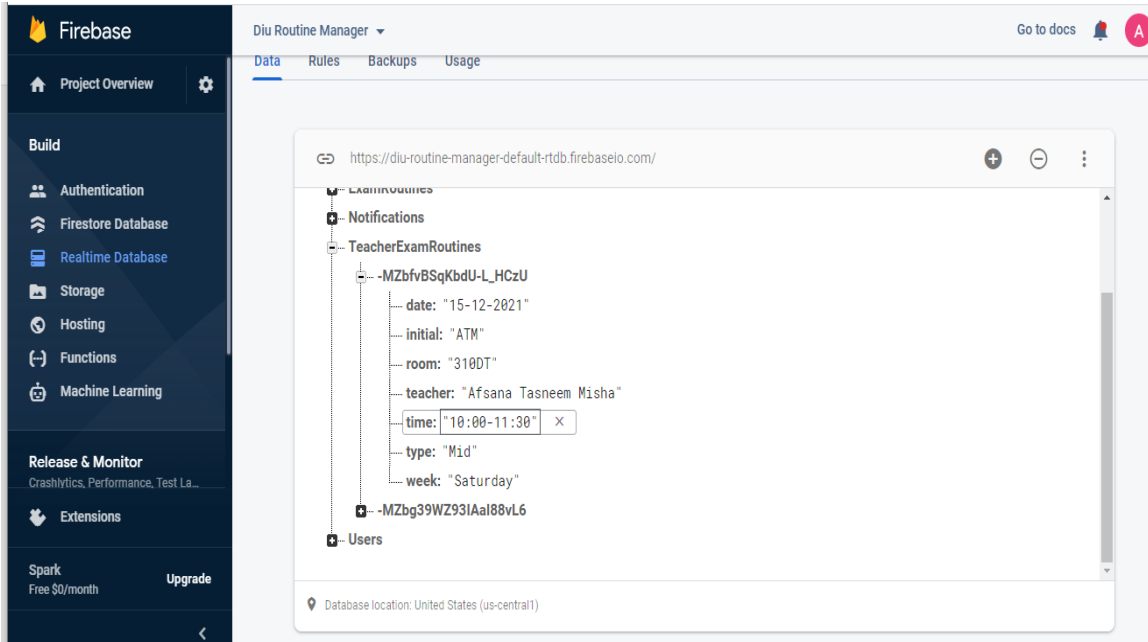 Firebase
Diu Routine Manager
Go to docs
A
Project Overview
Data Rules Backups Usage
Build
Authentication
Firestore Database
Realtime Database
Storage
Hosting
Functions
Machine Learning
Release & Monitor
Crashlytics, Performance, Test La...
Extensions
Spark
Free $0/month
Upgrade
https://diu-routine-manager-default-rtdb.firebaseio.com/
ExamRoutines
Notifications
TeacherExamRoutines
-MZbfvBSqKbdU-L_HCzU
date: "15-12-2021"
initial: "ATM"
room: "310DT"
teacher: "Afsana Tasneem Misha"
time: "10:00-11:30" ×
type: "Mid"
week: "Saturday"
-MZbg39WZ93IAaI88vL6
Users
Database location: United States (us-central1)